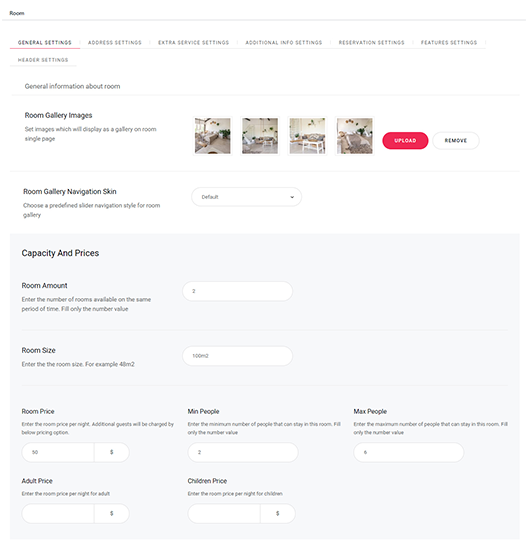 Room
GENERAL SETTINGS
ADDRESS SETTINGS
EXTRA SERVICE SETTINGS
ADDITIONAL INFO SETTINGS
RESERVATION SETTINGS
FEATURES SETTINGS
HEADER SETTINGS
General information about room
Room Gallery Images
Set images which will display as a gallery on room
single page
UPLOAD
REMOVE
Room Gallery Navigation Skin
Choose a predefined slider navigation style for room
gallery
Default
Capacity And Prices
Room Amount
Enter the number of rooms available on the same
period of time. Fill only the number value
2
Room Size
Enter the the room size. For example 48m2
100m2
Room Price
Enter the room price per night. Additional guests will be charged by
below pricing option.
50
$
Min People
Enter the minimum number of people that can stay in this room. Fill
only the number value
2
Max People
Enter the maximum number of people that can stay in this room. Fill
only the number value
6
Adult Price
Enter the room price per night for adult
$
Children Price
Enter the room price per night for children
$